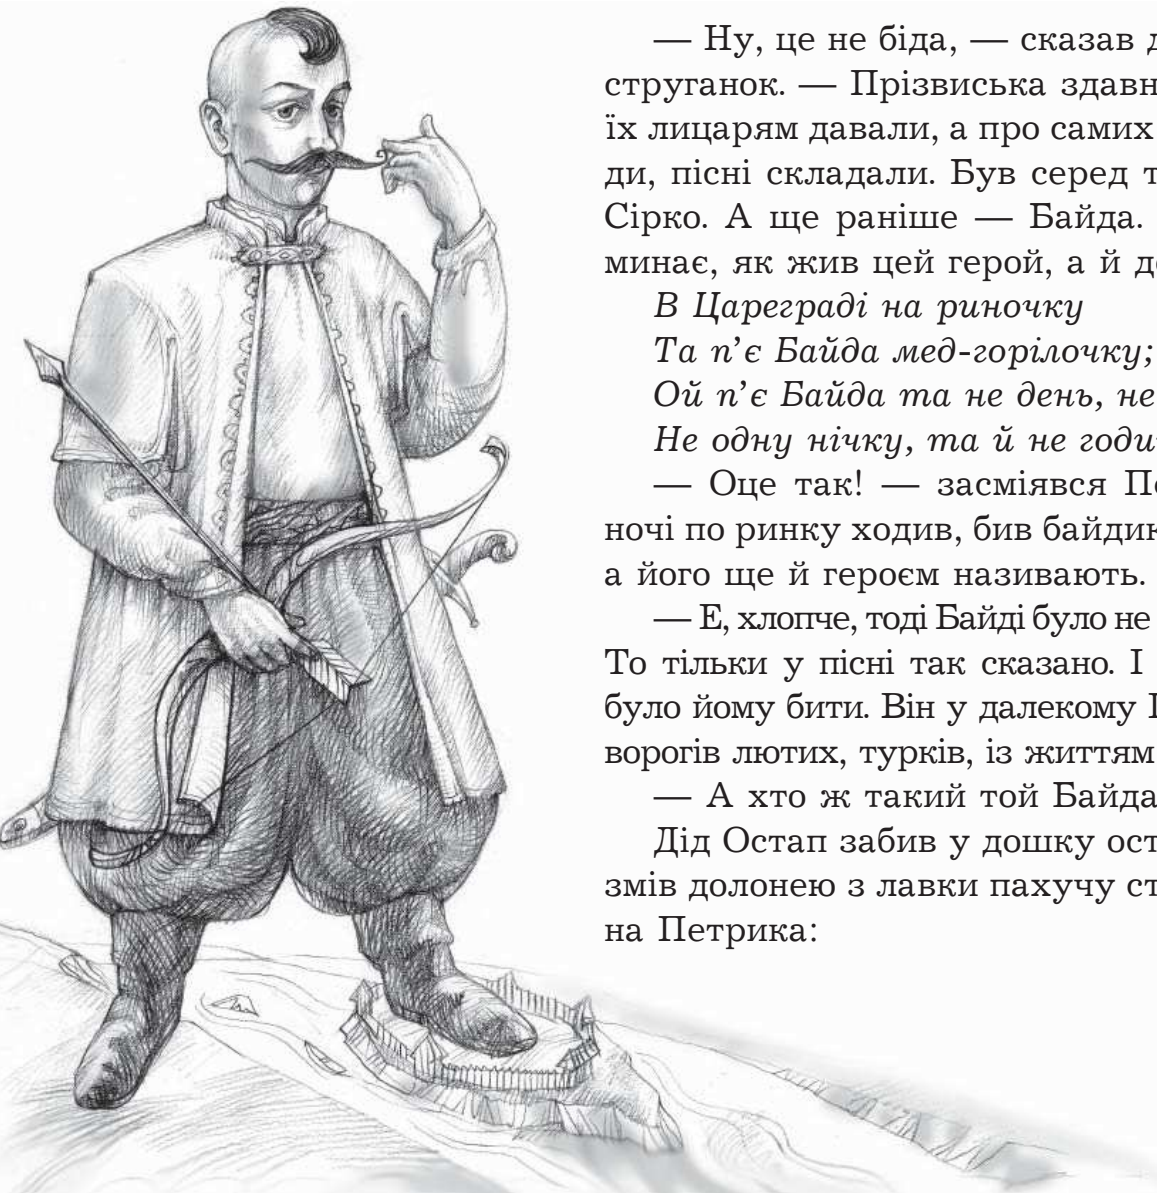 — Ну, це не біда, — сказав д
струганок. — Прізвиська здавн
їх лицарям давали, а про самих
ди, пісні складали. Був серед т
Сірко. А ще раніше — Байда.
минає, як жив цей герой, а й д
В Цареграді на риночку
Та п’є Байда мед-горілочку;
Ой п’є Байда та не день, не
Не одну нічку, та й не годи
— Оце так! — засміявся П
ночі по ринку ходив, бив байдик
а його ще й героєм називають.
— Е, хлопче, тоді Байді було не
То тільки у пісні так сказано. І
було йому бити. Він у далекому
ворогів лютих, турків, із життям
— А хто ж такий той Байда
Дід Остап забив у дошку ост
змів долонею з лавки пахучу ст
на Петрика: